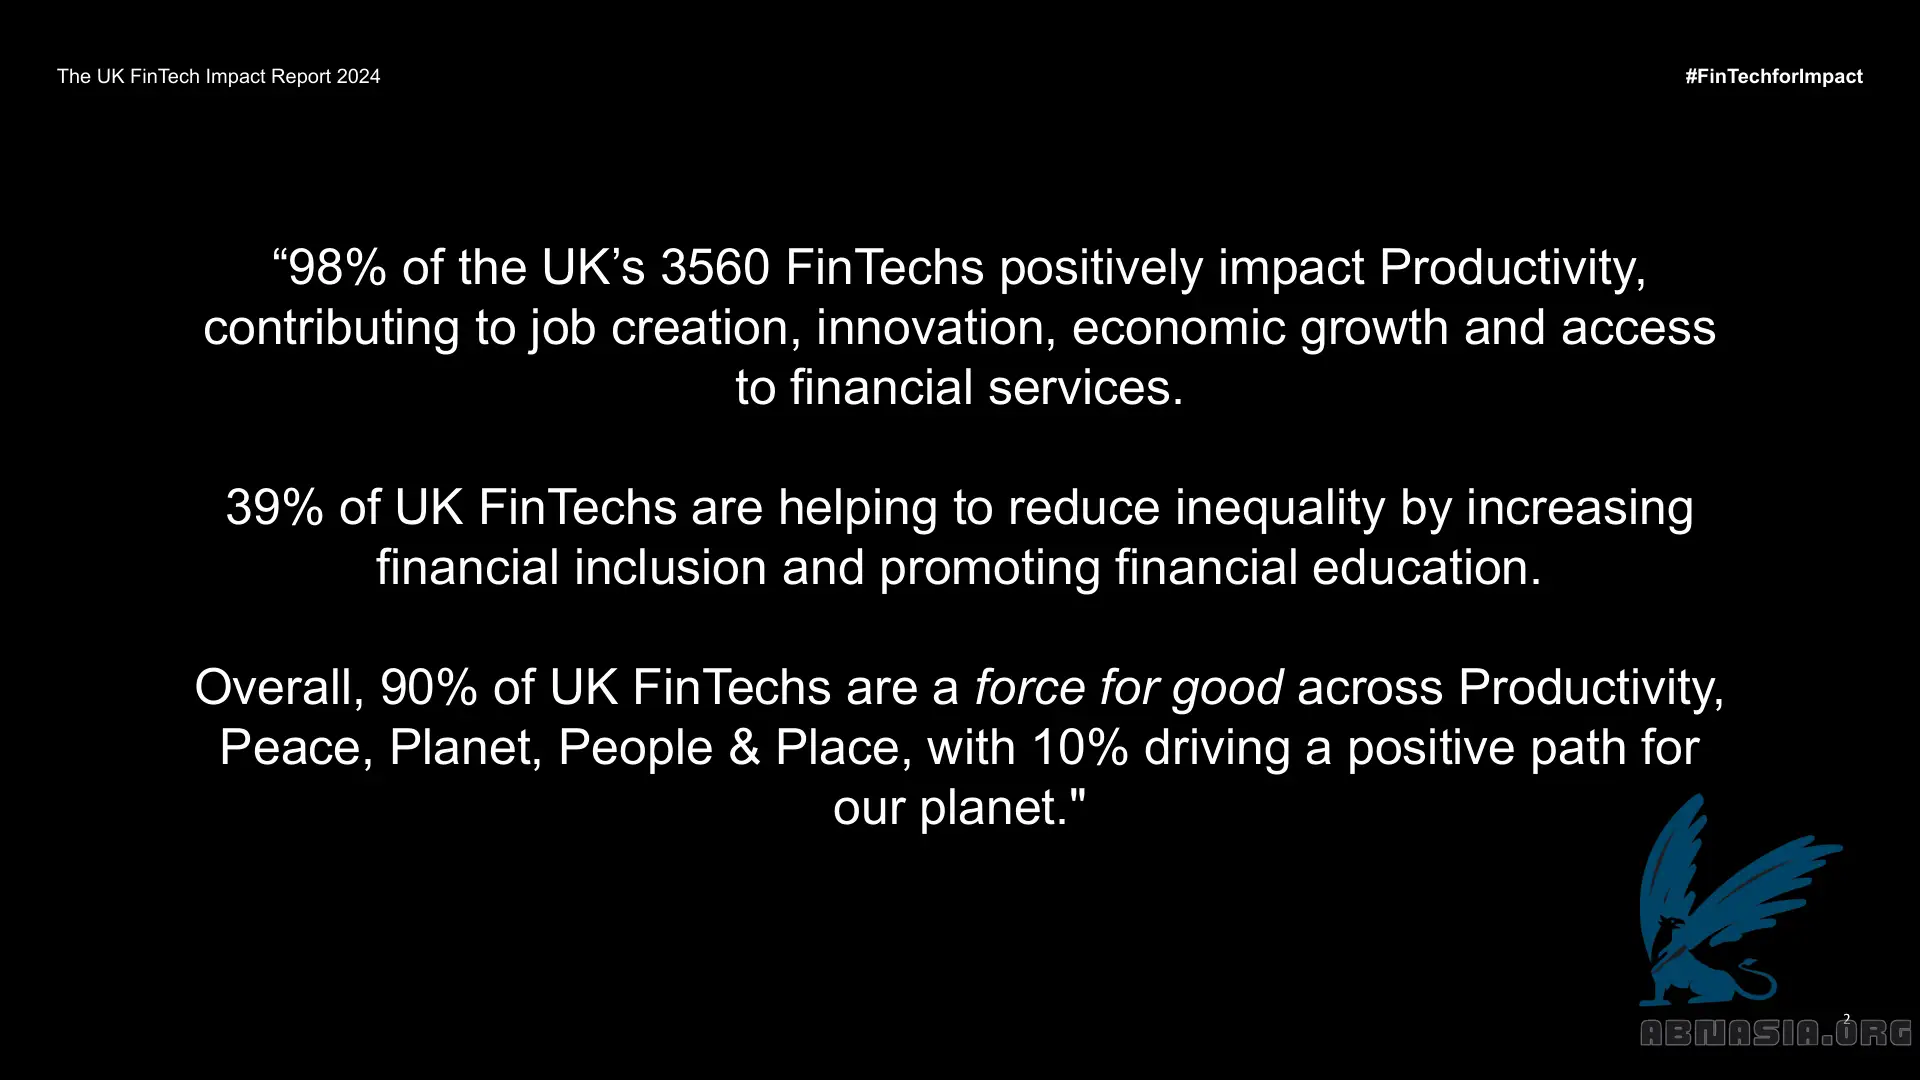 The UK FinTech Impact Report 2024
#FinTechforImpact
“98% of the UK’s 3560 FinTechs positively impact Productivity,
contributing to job creation, innovation, economic growth and access
to financial services.
39% of UK FinTechs are helping to reduce inequality by increasing
financial inclusion and promoting financial education.
Overall, 90% of UK FinTechs are a force for good across Productivity,
Peace, Planet, People & Place, with 10% driving a positive path for
our planet."
2
ABNASIA.ORG